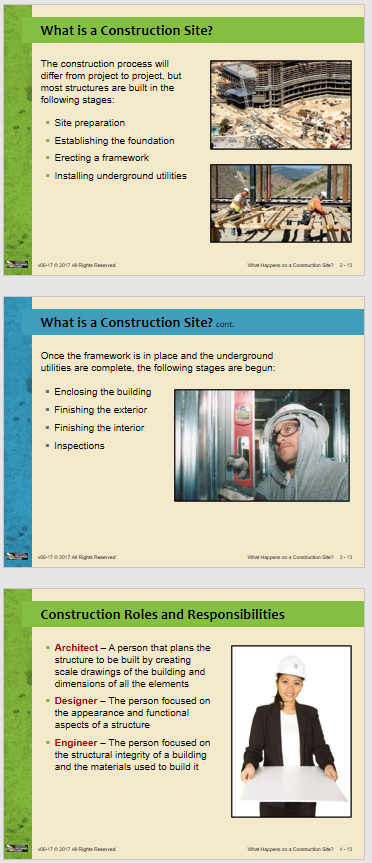 What is a Construction Site?
The construction process will
differ from project to project, but
most structures are built in the
following stages:
Site preparation
Establishing the foundation
Erecting a framework
Installing underground utilities
v06-17 © 2017 All Rights Reserved
What Happens on a Construction Site? 2 - 13
What is a Construction Site? cont.
Once the framework is in place and the underground
utilities are complete, the following stages are begun:
Enclosing the building
Finishing the exterior
Finishing the interior
Inspections
v06-17 © 2017 All Rights Reserved
What Happens on a Construction Site? 3 - 13
Construction Roles and Responsibilities
Architect – A person that plans the
structure to be built by creating
scale drawings of the building and
dimensions of all the elements
Designer – The person focused on
the appearance and functional
aspects of a structure
Engineer – The person focused on
the structural integrity of a building
and the materials used to build it
v06-17 © 2017 All Rights Reserved
What Happens on a Construction Site? 4 - 13